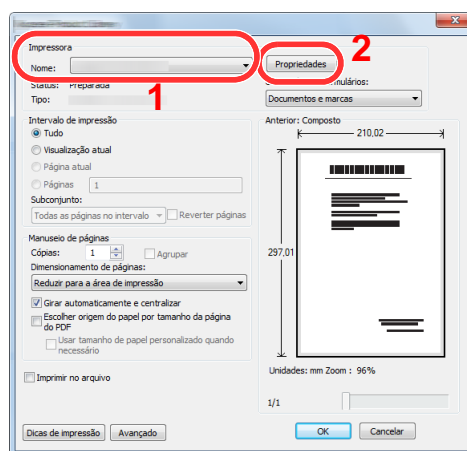 Impressora
2
Nome:
Propriedades
Status: Preparada
1
mulários:
Tipo:
Documentos e marcas
Intervalo de impressão
Anterior: Composto
Tudo
210,02
Visualização atual
Página atual
Páginas 1
Subconjunto:
Todas as páginas no intervalo Reverter páginas
Manuseio de páginas
Cópias: 1 Agrupar
297,01
Dimensionamento de páginas:
Reduzir para a área de impressão
Girar automaticamente e centralizar
Escolher origem do papel por tamanho da página
do PDF
Usar tamanho de papel personalizado quando
necessário
Unidades: mm Zoom : 96%
Imprimir no arquivo
1/1
Dicas de impressão Avançado OK Cancelar